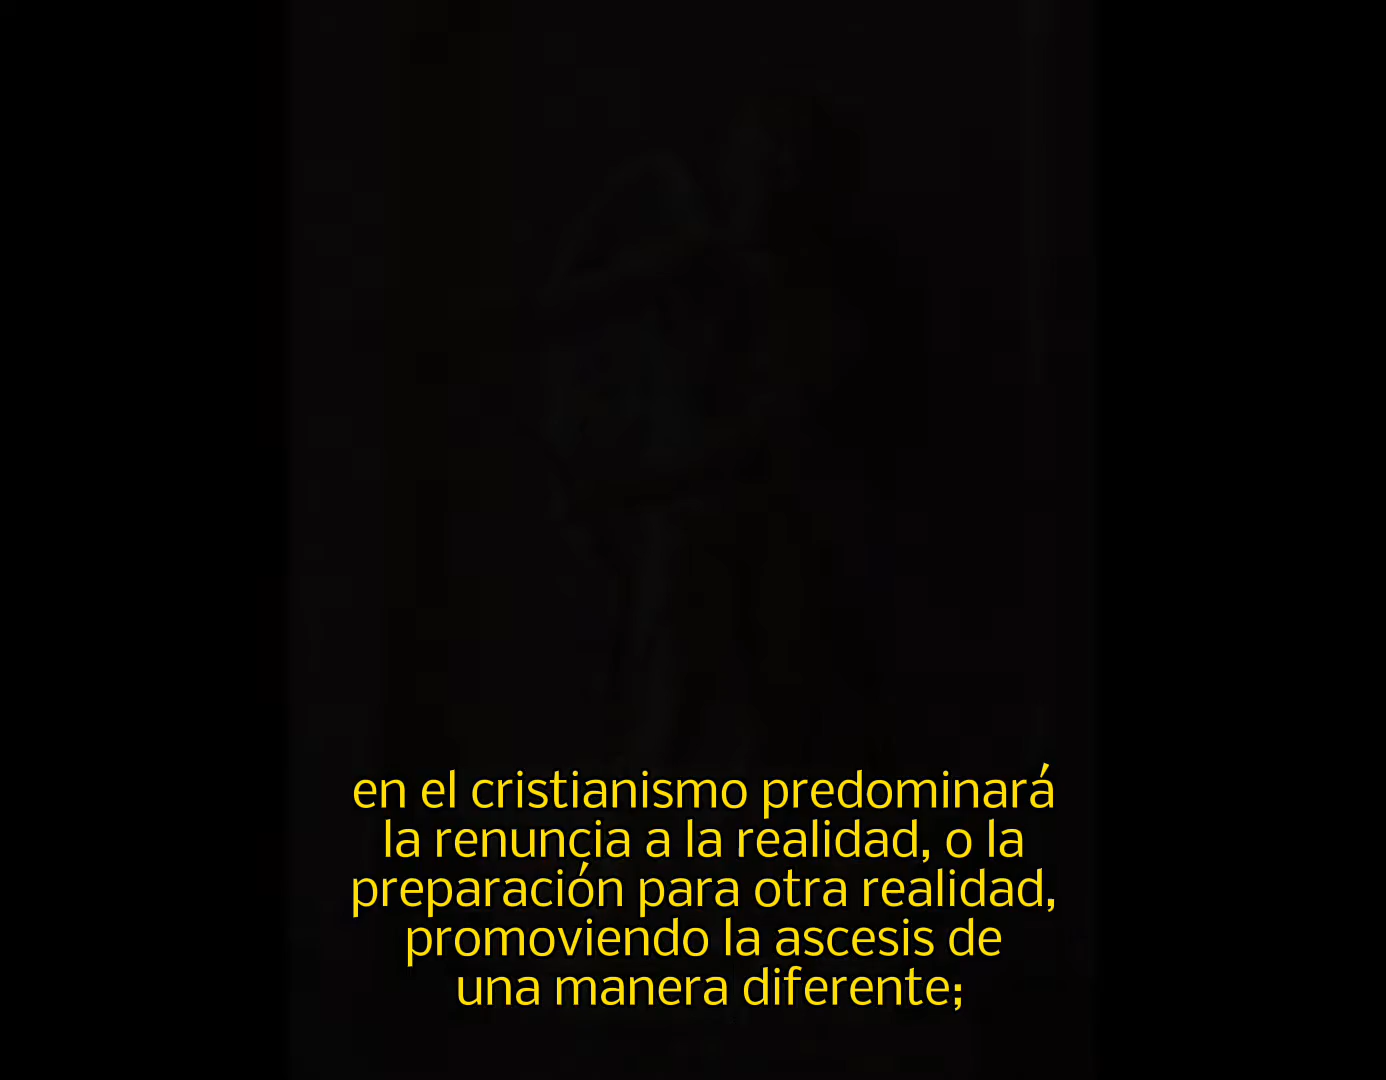 en el cristianismo predominará
la renuncia a la realidad, o la
preparación para otra realidad,
promoviendo la ascesis de
una manera diferente;